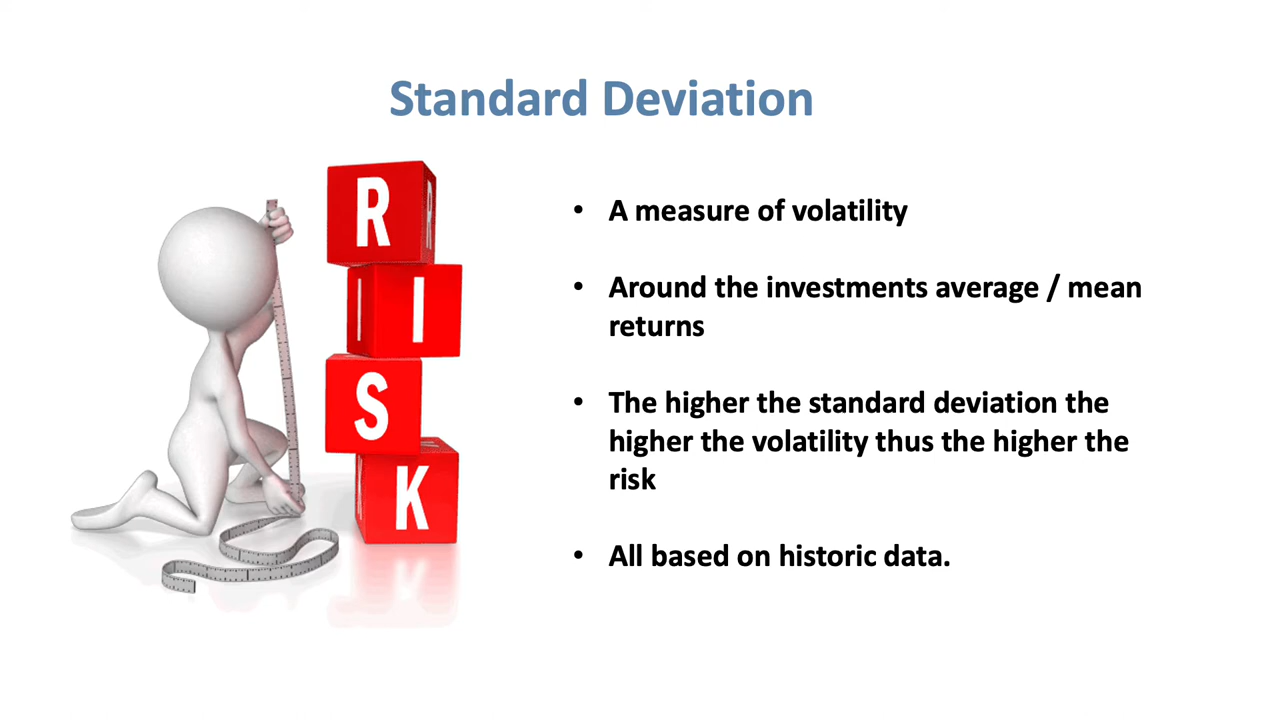 Standard Deviation
R
I
S
K
• A measure of volatility
• Around the investments average / mean
returns
• The higher the standard deviation the
higher the volatility thus the higher the
risk
• All based on historic data.